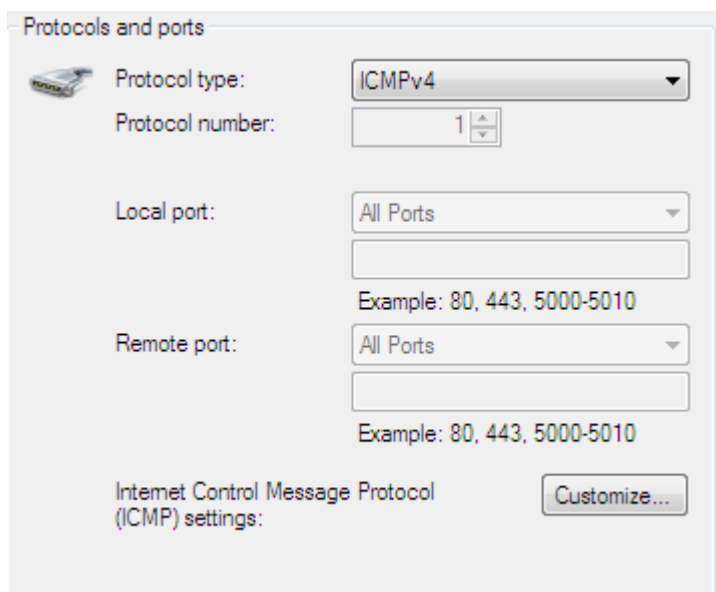 Protocols and ports
Protocol type:
ICMPv4
Protocol number:
1
Local port:
All Ports
Example: 80, 443, 5000-5010
Remote port:
All Ports
Example: 80, 443, 5000-5010
Internet Control Message Protocol
(ICMP) settings:
Customize...